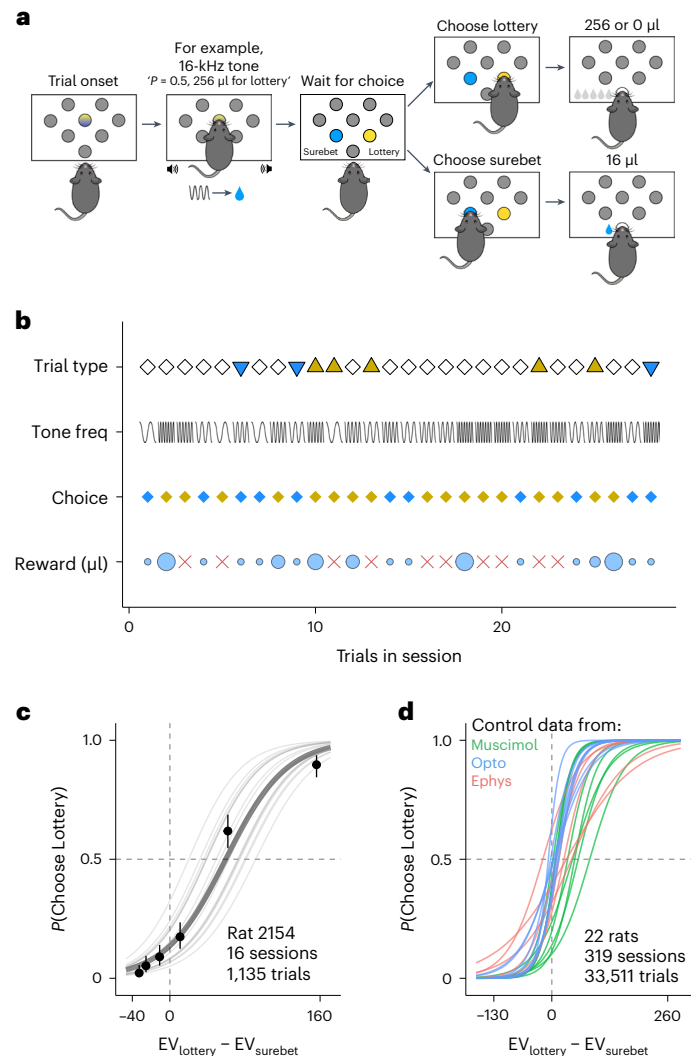 a
Trial onset
For example,
16-kHz tone
‘P = 0.5, 256 µl for lottery’
Wait for choice
Surebet
Lottery
Choose lottery
256 or 0 µl
Choose surebet
16 µl
b
Trial type
Tone freq
Choice
Reward (µl)
0
10
20
Trials in session
c
1.0
0.5
0
P(Choose Lottery)
Rat 2154
16 sessions
1,135 trials
−40
0
160
EVlottery − EVsurebet
d
Control data from:
Muscimol
Opto
Ephys
1.0
0.5
0
P(Choose Lottery)
22 rats
319 sessions
33,511 trials
−130
0
260
EVlottery − EVsurebet